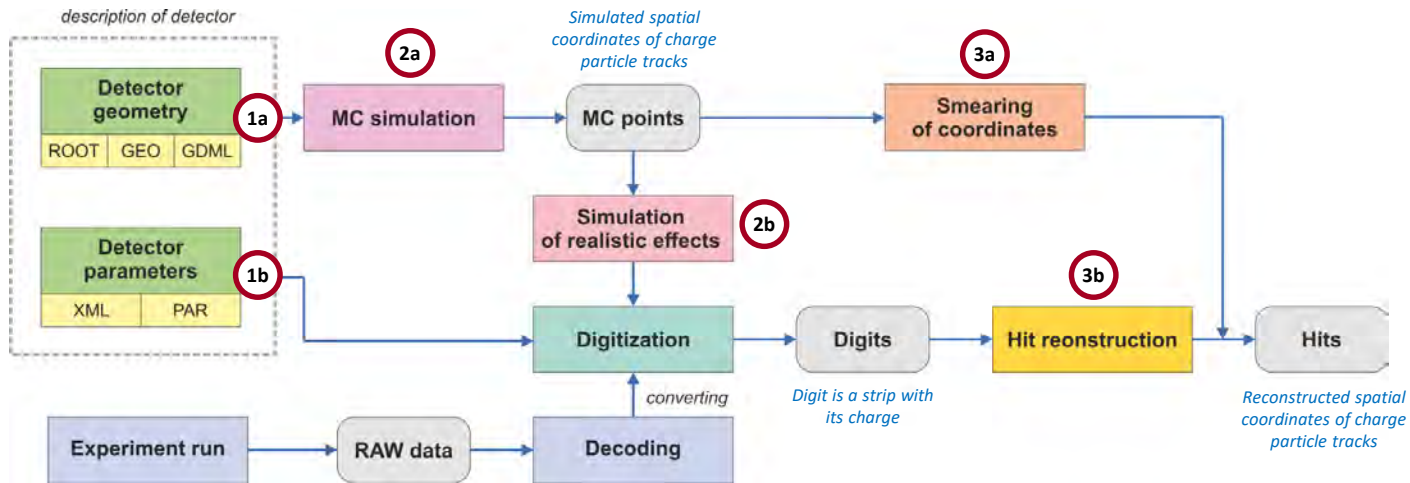 description of detector
Detector
geometry
ROOT GEO GDML
1a
2a
MC simulation
Simulated spatial
coordinates of charge
particle tracks
MC points
3a
Smearing
of coordinates
Simulation
of realistic effects
2b
Detector
parameters
XML PAR
1b
Digitization
Digits
Digit is a strip with
its charge
3b
Hit reonstruction
Hits
Reconstructed spatial
coordinates of charge
particle tracks
converting
Experiment run
RAW data
Decoding